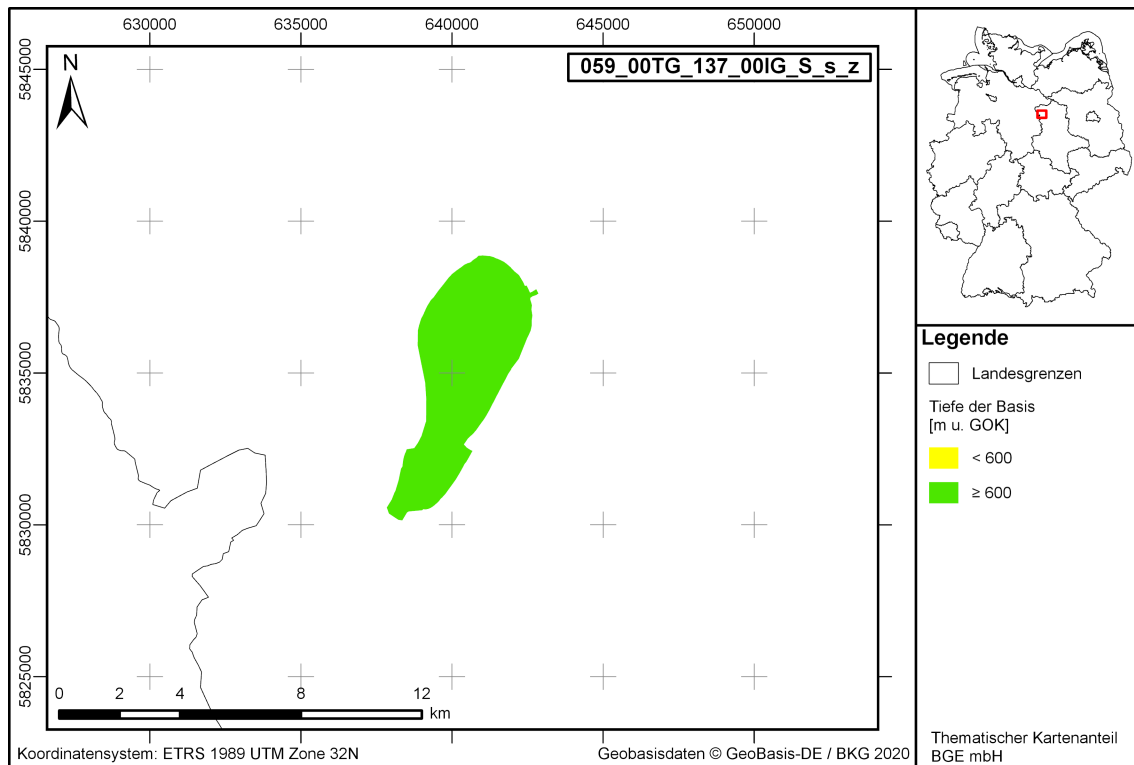 630000 635000 640000 645000 650000
5845000
5840000
5835000
5830000
5825000
N
059_00TG_137_00IG_S_s_z
0 2 4 8 12
km
Koordinatensystem: ETRS 1989 UTM Zone 32N
Geobasisdaten © GeoBasis-DE / BKG 2020
Legende
Landesgrenzen
Tiefe der Basis
[m u. GOK]
< 600
≥ 600
Thematischer Kartenanteil
BGE mbH